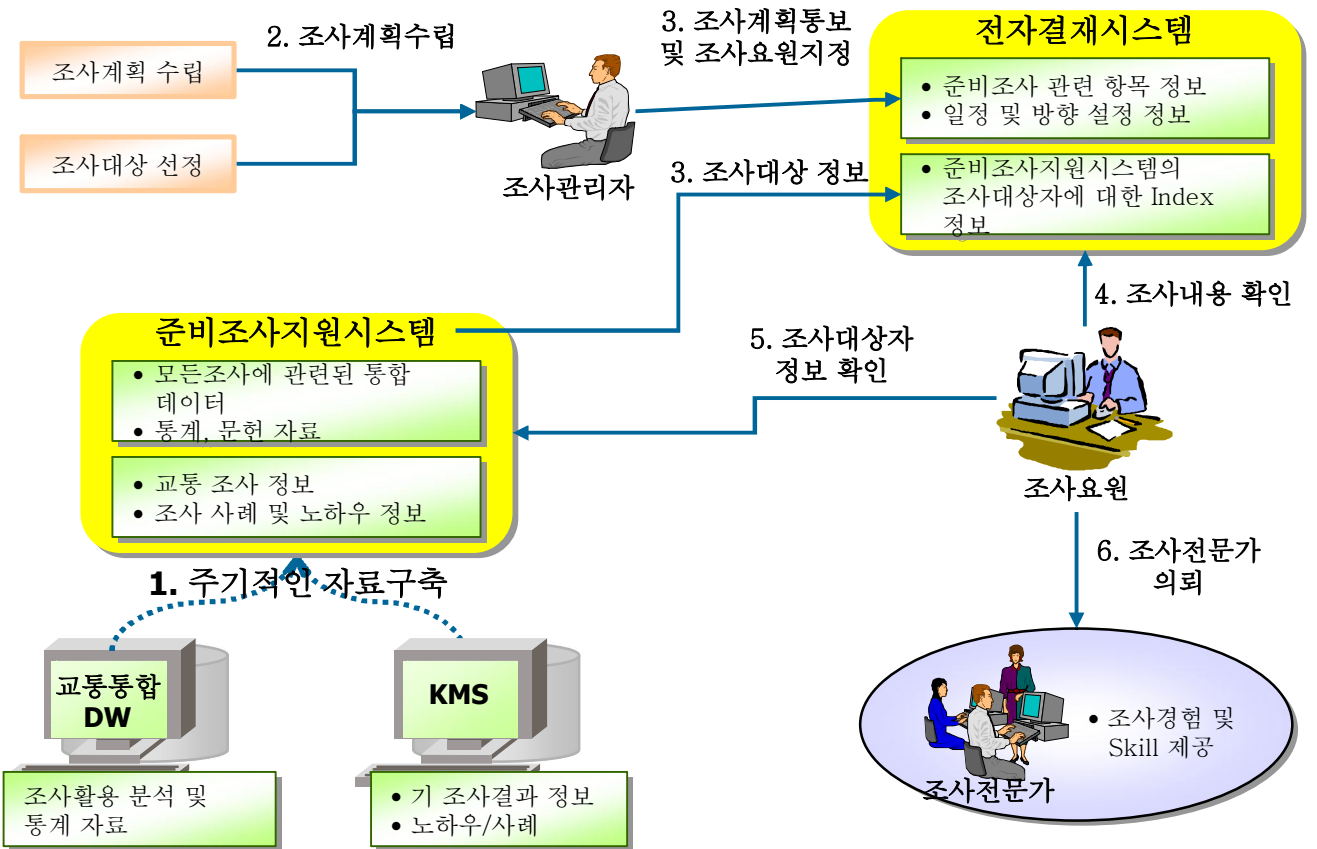 2. 조사계획수립
3. 조사계획통보
및 조사요원지정
전자결재시스템
조사계획 수립
조사대상 선정
• 준비조사 관련 항목 정보
• 일정 및 방향 설정 정보
조사관리자
3. 조사대상 정보
• 준비조사지원시스템의
조사대상자에 대한 Index
정보
4. 조사내용 확인
준비조사지원시스템
• 모든조사에 관련된 통합
데이터
• 통계, 문헌 자료
• 교통 조사 정보
• 조사 사례 및 노하우 정보
5. 조사대상자
정보 확인
조사요원
1. 주기적인 자료구축
6. 조사전문가
의뢰
교통통합
DW
KMS
조사활용 분석 및
통계 자료
• 기 조사결과 정보
• 노하우/사례
• 조사경험 및
Skill 제공
조사전문가